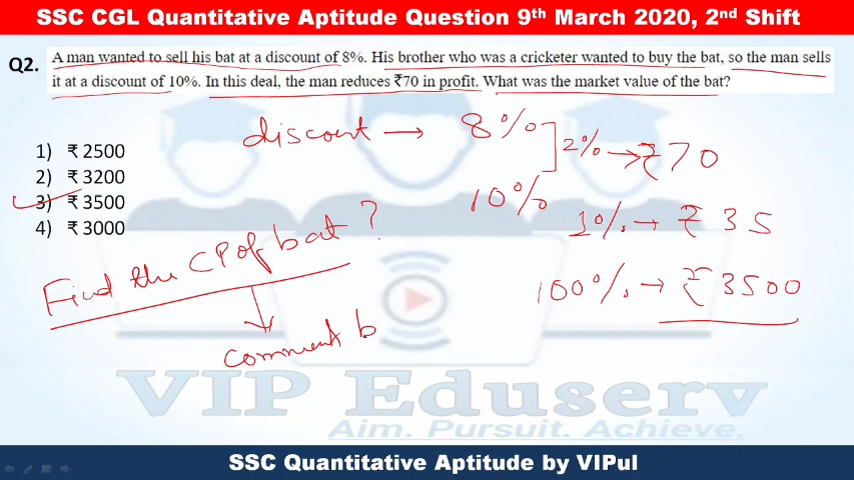 SSC CGL Quantitative Aptitude Question 9th March 2020, 2nd Shift
Q2. A man wanted to sell his bat at a discount of 8%. His brother who was a cricketer wanted to buy the bat, so the man sells
it at a discount of 10%. In this deal, the man reduces ₹70 in profit. What was the market value of the bat?
discount → 8%
2% → ₹70
10%
1) ₹ 2500
2) ₹ 3200
3) ₹ 3500
4) ₹ 3000
1% → ₹ 35
100% → ₹ 3500
Find the CP of bat ?
comment b
VIP Eduserv
Aim. Pursuit. Achieve.
SSC Quantitative Aptitude by VIPul